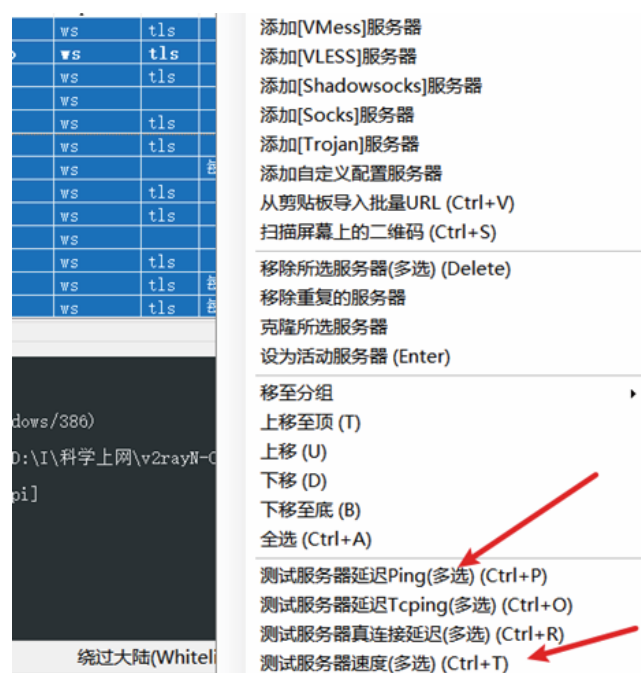 ws tls
ws tls
ws tls
ws
ws tls
ws tls
ws
ws tls
ws tls
ws
ws tls
ws tls
ws tls
dows/386)
D:\I\科学上网\v2rayN-C
pi]
绕过大陆(Whiteli
添加[VMess]服务器
添加[VLESS]服务器
添加[Shadowsocks]服务器
添加[Socks]服务器
添加[Trojan]服务器
添加自定义配置服务器
从剪贴板导入批量URL (Ctrl+V)
扫描屏幕上的二维码 (Ctrl+S)
移除所选服务器(多选) (Delete)
移除重复的服务器
克隆所选服务器
设为活动服务器 (Enter)
移至分组
上移至顶 (T)
上移 (U)
下移 (D)
下移至底 (B)
全选 (Ctrl+A)
测试服务器延迟Ping(多选) (Ctrl+P)
测试服务器延迟Tcping(多选) (Ctrl+O)
测试服务器真连接延迟(多选) (Ctrl+R)
测试服务器速度(多选) (Ctrl+T)